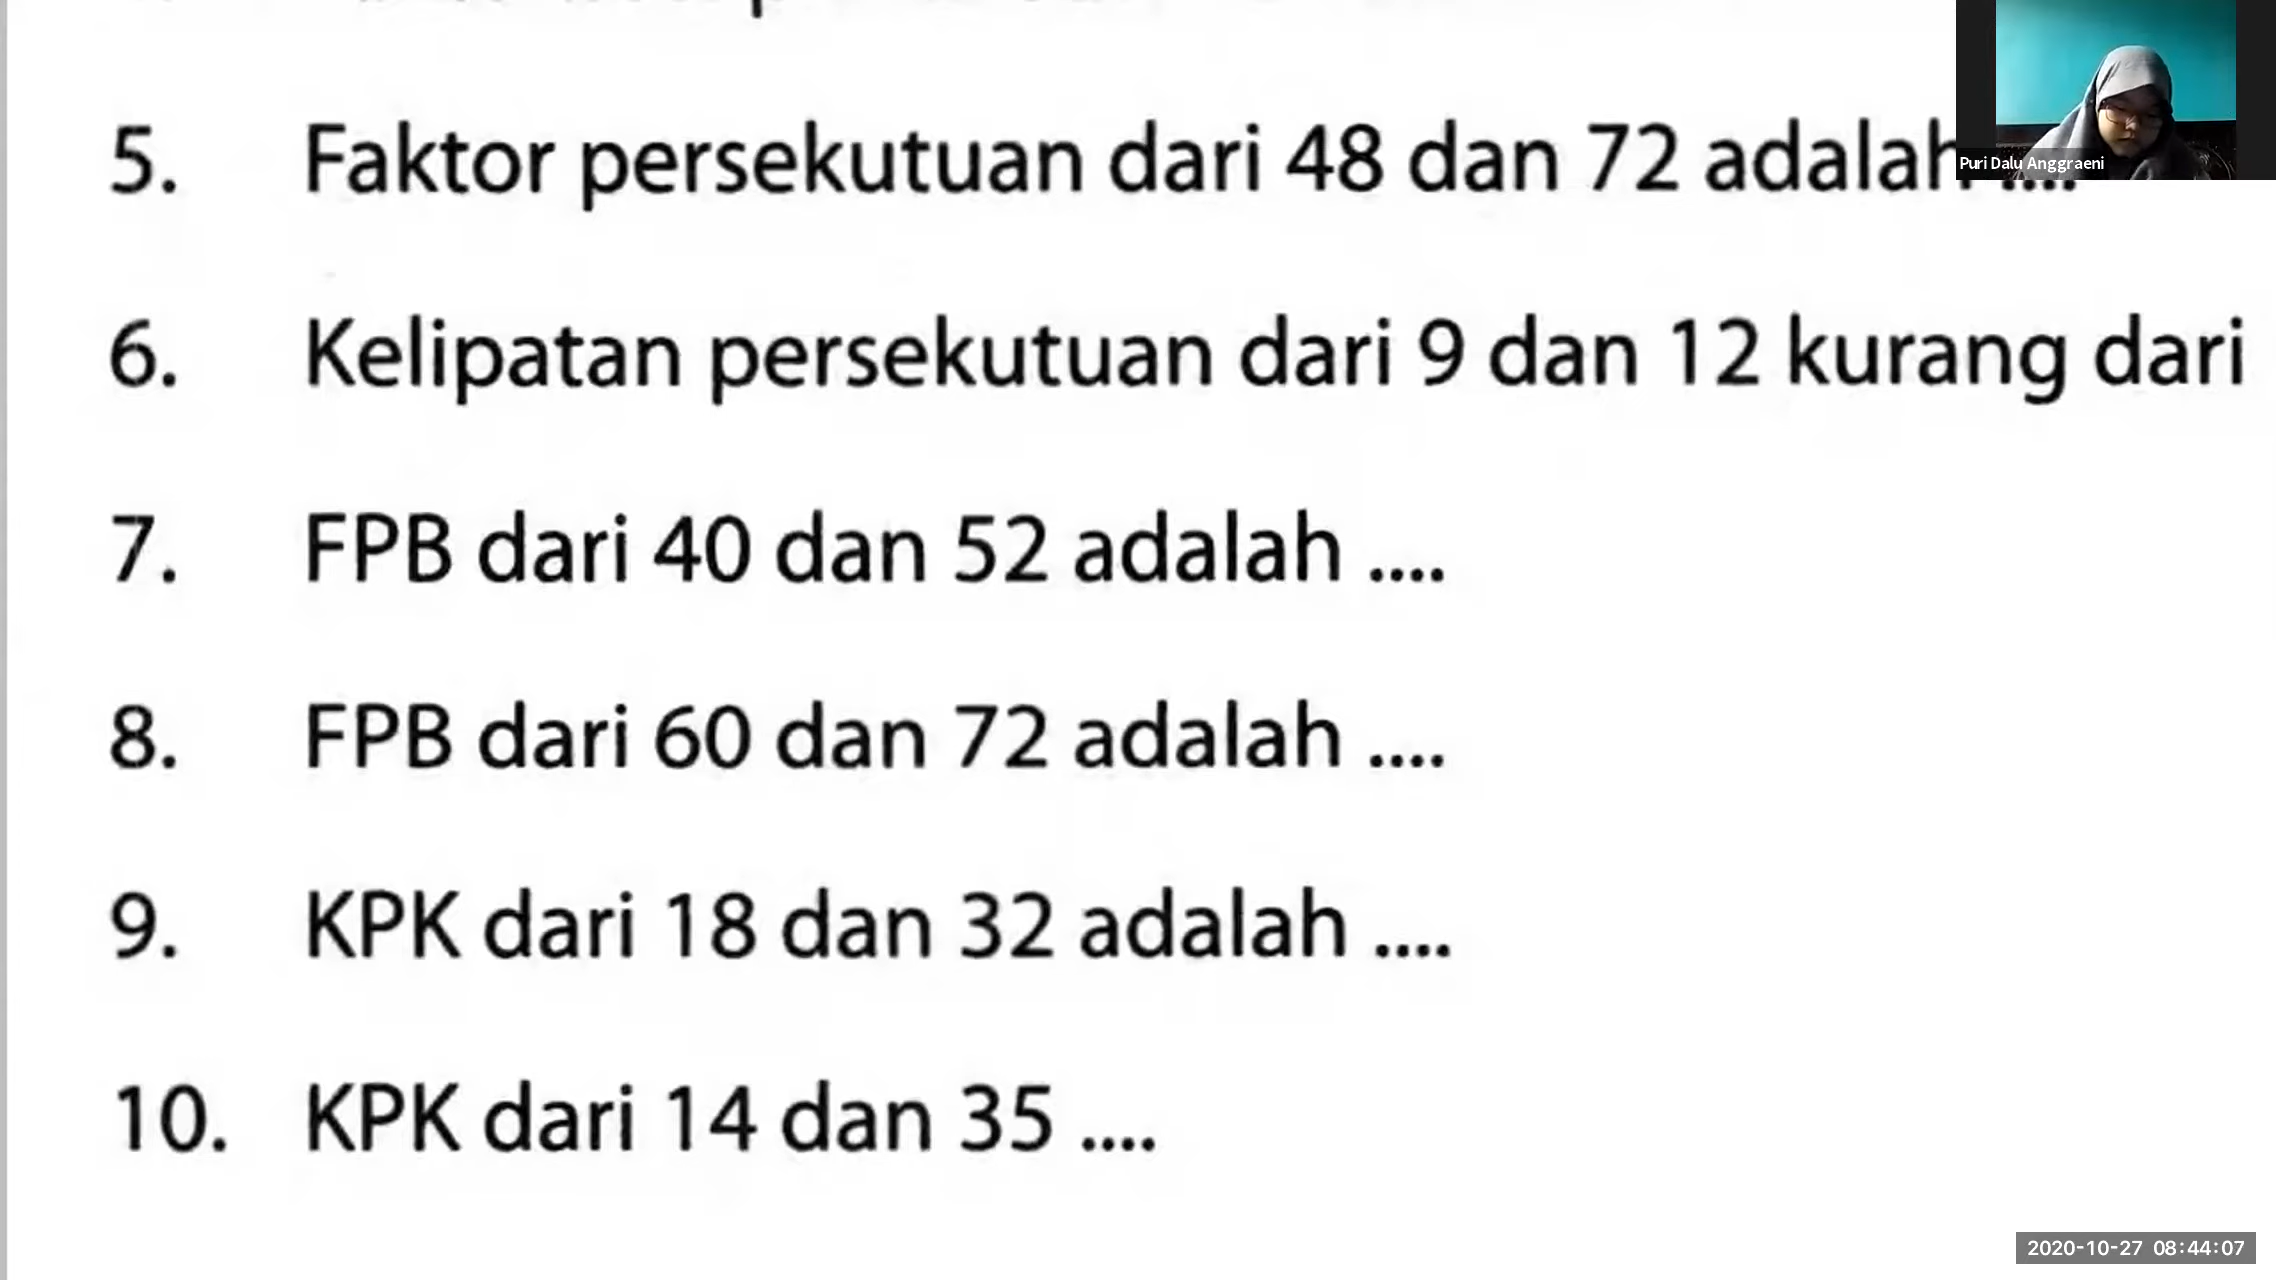 5. Faktor persekutuan dari 48 dan 72 adalah ....
Puri Dalu Anggraeni
6. Kelipatan persekutuan dari 9 dan 12 kurang dari
7. FPB dari 40 dan 52 adalah ....
8. FPB dari 60 dan 72 adalah ....
9. KPK dari 18 dan 32 adalah ....
10. KPK dari 14 dan 35 ....
2020-10-27 08:44:07